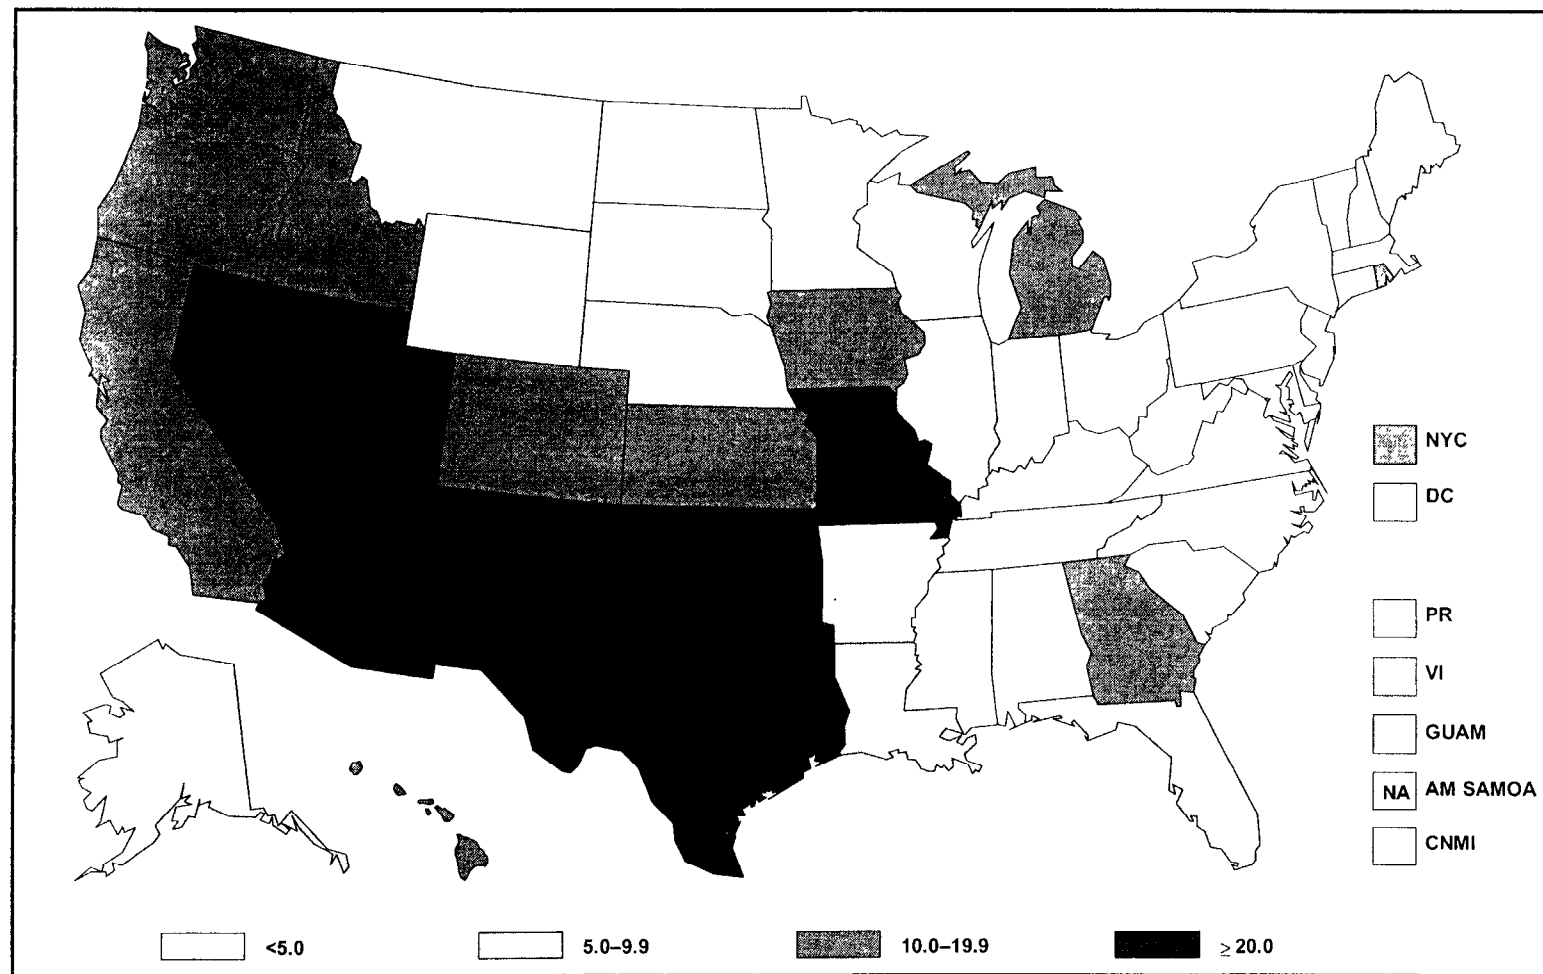 NYC
DC
PR
VI
GUAM
NA AM SAMOA
CNMI
<5.0 5.0–9.9 10.0–19.9 ≥ 20.0